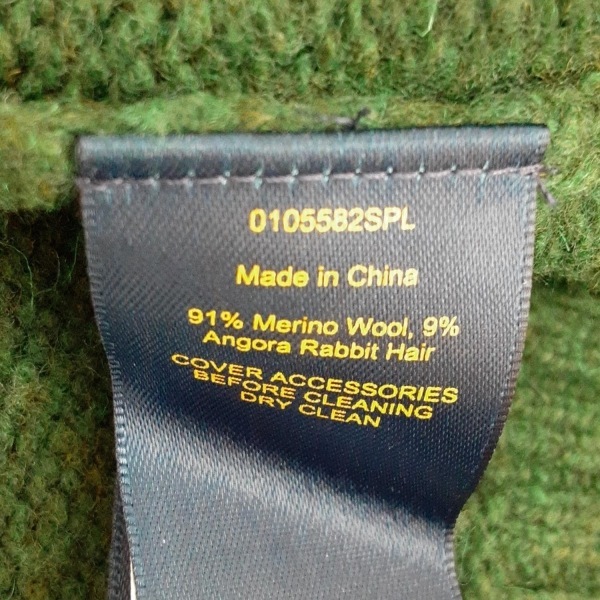 0105582SPL
Made in China
91% Merino Wool, 9%
Angora Rabbit Hair
COVER ACCESSORIES
BEFORE CLEANING
DRY CLEAN